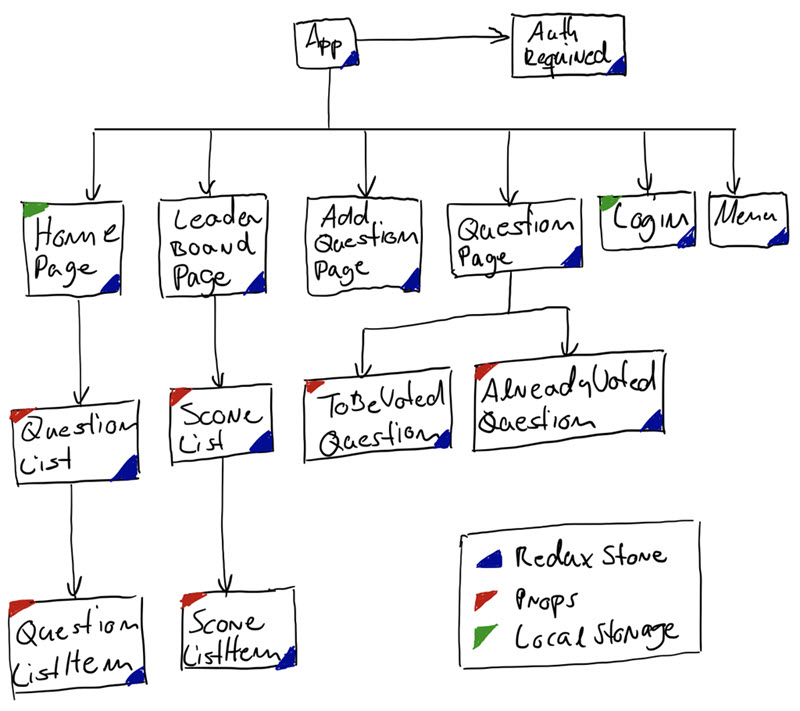 App
Auth
Required
Home
Page
Leader
Board
Page
Add
Question
Page
Question
Page
Login
Menu
Question
List
Score
List
ToBeVoted
Question
AlreadyVoted
Question
Question
ListItem
Score
ListItem
Redux Store
Props
Local Storage